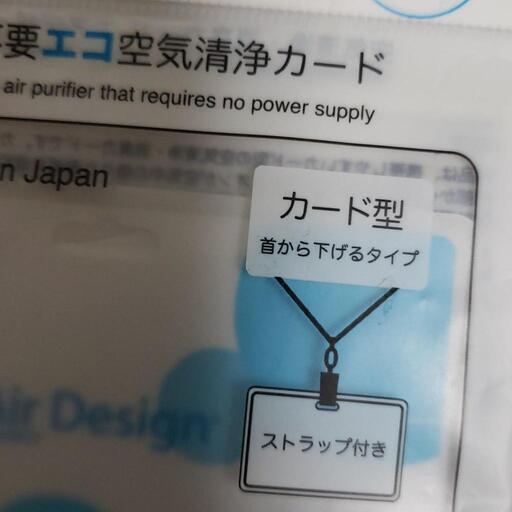 要エコ空気清浄カード
air purifier that requires no power supply
n Japan
カード型
首から下げるタイプ
Air Design
ストラップ付き